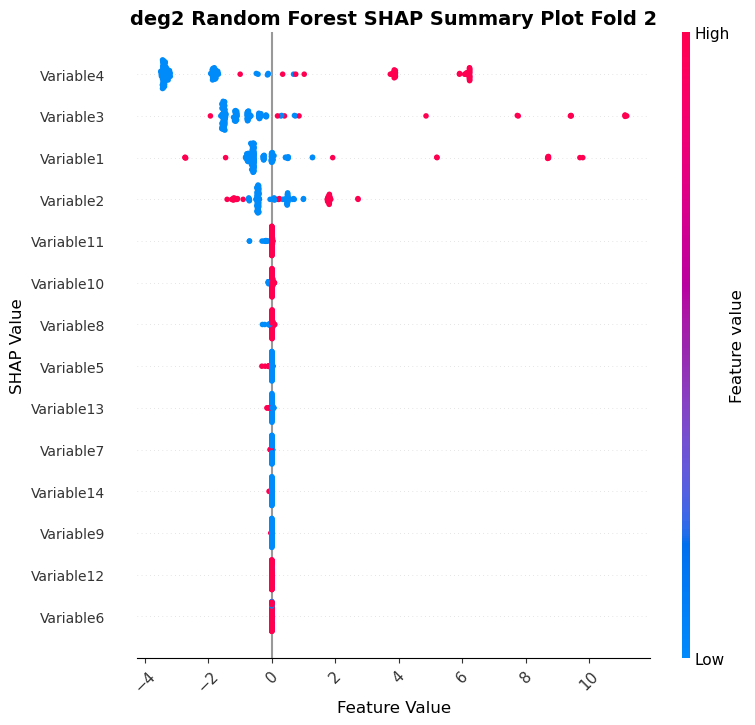 deg2 Random Forest SHAP Summary Plot Fold 2
High
Variable4
Variable3
Variable1
Variable2
Variable11
Variable10
Variable8
Variable5
Variable13
Variable7
Variable14
Variable9
Variable12
Variable6
SHAP Value
Feature value
Low
−4
−2
0
2
4
6
8
10
Feature Value